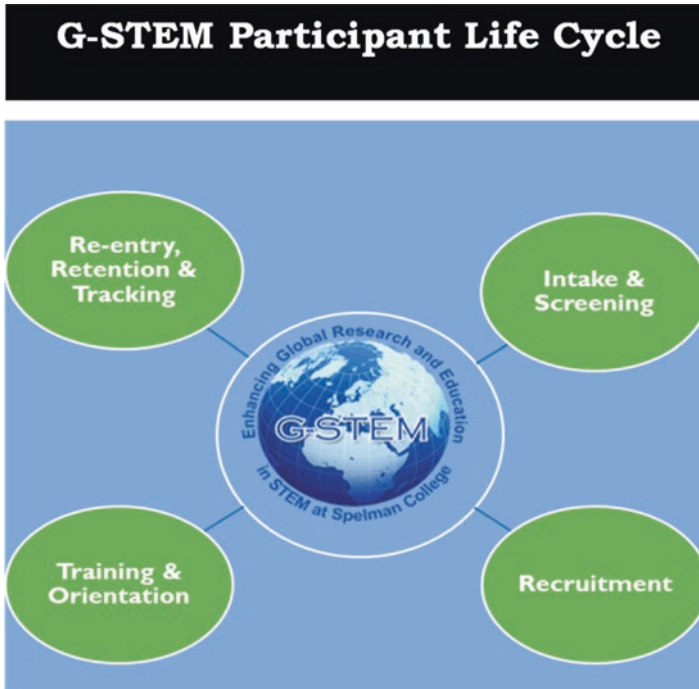 G-STEM Participant Life Cycle
Re-entry,
Retention &
Tracking
Intake &
Screening
Enhancing Global Research and Education
G-STEM
in STEM at Spelman College
Training &
Orientation
Recruitment